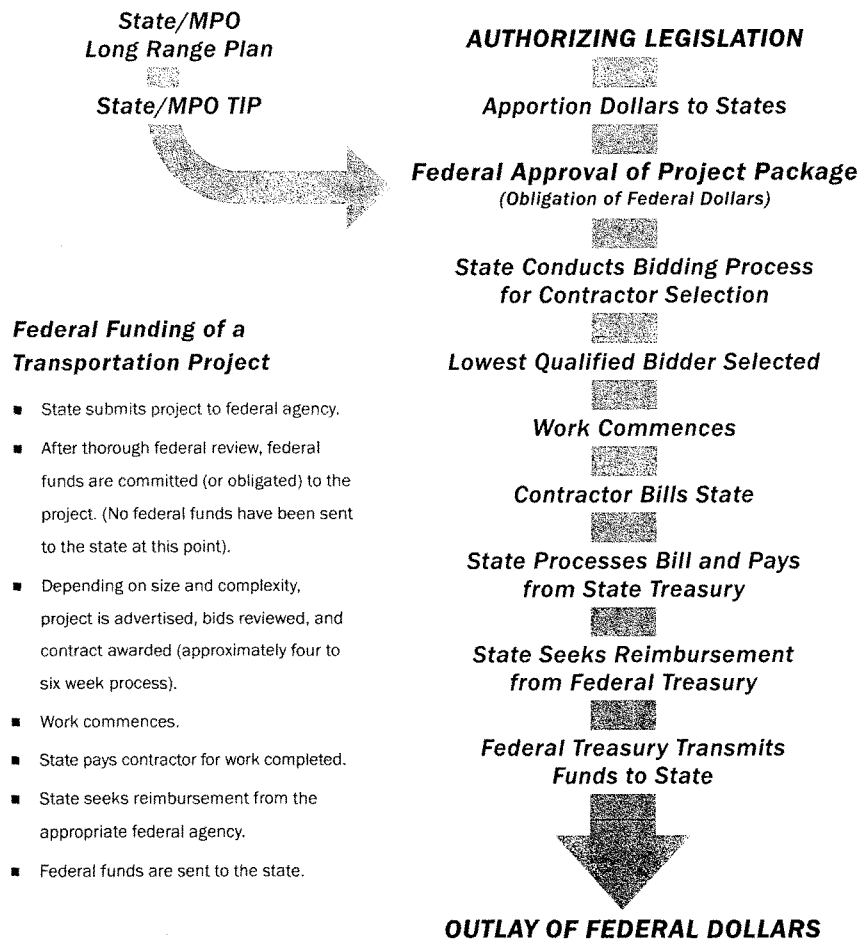 State/MPO
Long Range Plan
State/MPO TIP
AUTHORIZING LEGISLATION
Apportion Dollars to States
Federal Approval of Project Package
(Obligation of Federal Dollars)
State Conducts Bidding Process
for Contractor Selection
Lowest Qualified Bidder Selected
Work Commences
Contractor Bills State
State Processes Bill and Pays
from State Treasury
State Seeks Reimbursement
from Federal Treasury
Federal Treasury Transmits
Funds to State
OUTLAY OF FEDERAL DOLLARS
Federal Funding of a
Transportation Project
■ State submits project to federal agency.
■ After thorough federal review, federal
funds are committed (or obligated) to the
project. (No federal funds have been sent
to the state at this point).
■ Depending on size and complexity,
project is advertised, bids reviewed, and
contract awarded (approximately four to
six week process).
■ Work commences.
■ State pays contractor for work completed.
■ State seeks reimbursement from the
appropriate federal agency.
■ Federal funds are sent to the state.